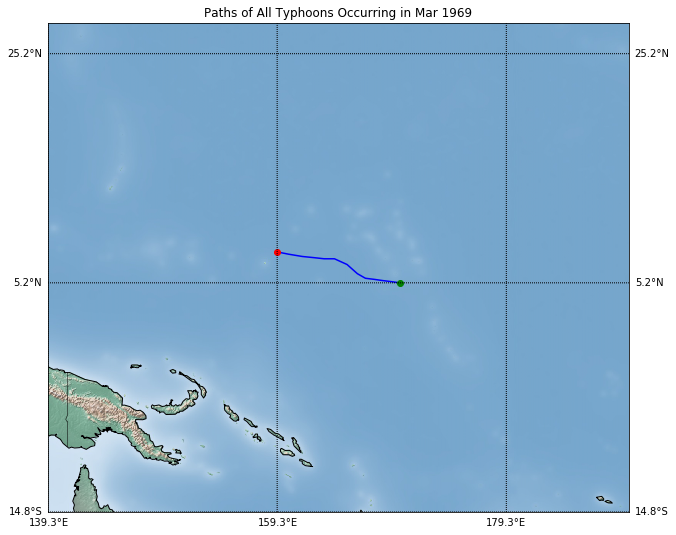 Paths of All Typhoons Occurring in Mar 1969
25.2°N 25.2°N
5.2°N 5.2°N
14.8°S 14.8°S
139.3°E 159.3°E 179.3°E